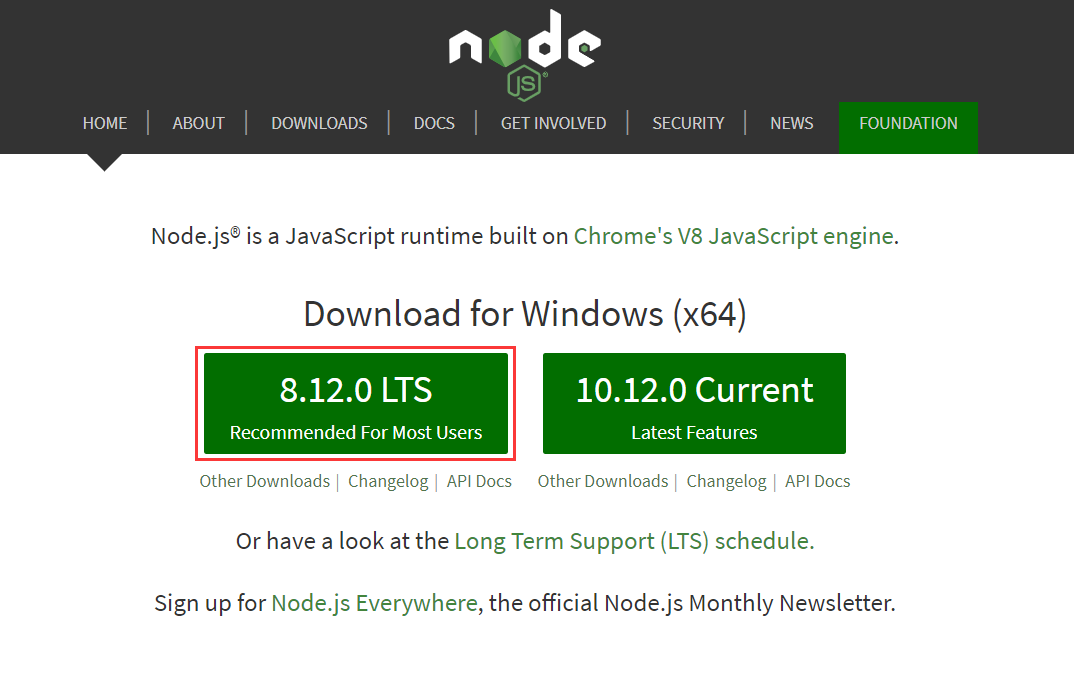 node
JS®
HOME | ABOUT | DOWNLOADS | DOCS | GET INVOLVED | SECURITY | NEWS FOUNDATION
Node.js® is a JavaScript runtime built on Chrome's V8 JavaScript engine.
Download for Windows (x64)
8.12.0 LTS 10.12.0 Current
Recommended For Most Users Latest Features
Other Downloads | Changelog | API Docs Other Downloads | Changelog | API Docs
Or have a look at the Long Term Support (LTS) schedule.
Sign up for Node.js Everywhere, the official Node.js Monthly Newsletter.